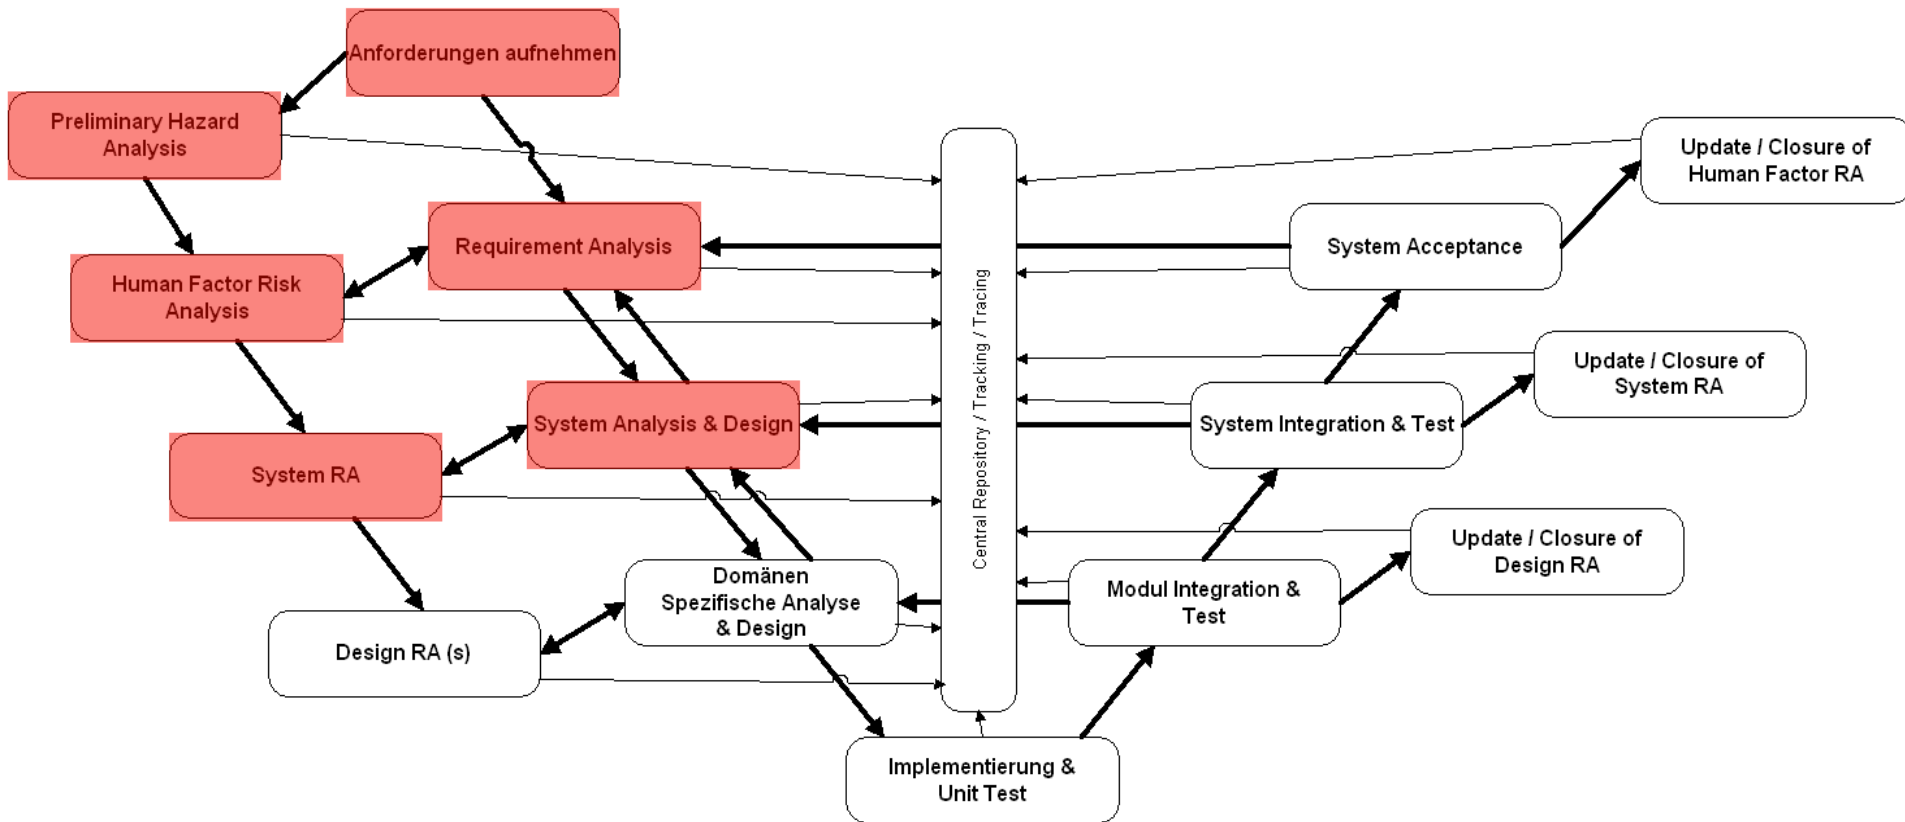 Anforderungen aufnehmen
Preliminary Hazard
Analysis
Update / Closure of
Human Factor RA
Requirement Analysis
System Acceptance
Human Factor Risk
Analysis
Central Repository / Tracking / Tracing
Update / Closure of
System RA
System Analysis & Design
System Integration & Test
System RA
Update / Closure of
Design RA
Domänen
Spezifische Analyse
& Design
Modul Integration &
Test
Design RA (s)
Implementierung &
Unit Test